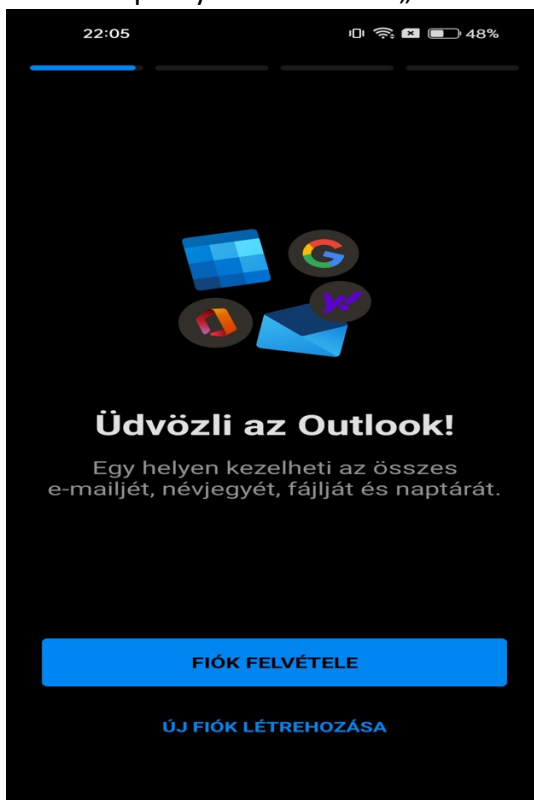 22:05
48%
G
y!
Üdvözli az Outlook!
Egy helyen kezelheti az összes
e-mailjét, névjegyét, fájlját és naptárát.
FIÓK FELVÉTELE
ÚJ FIÓK LÉTREHOZÁSA